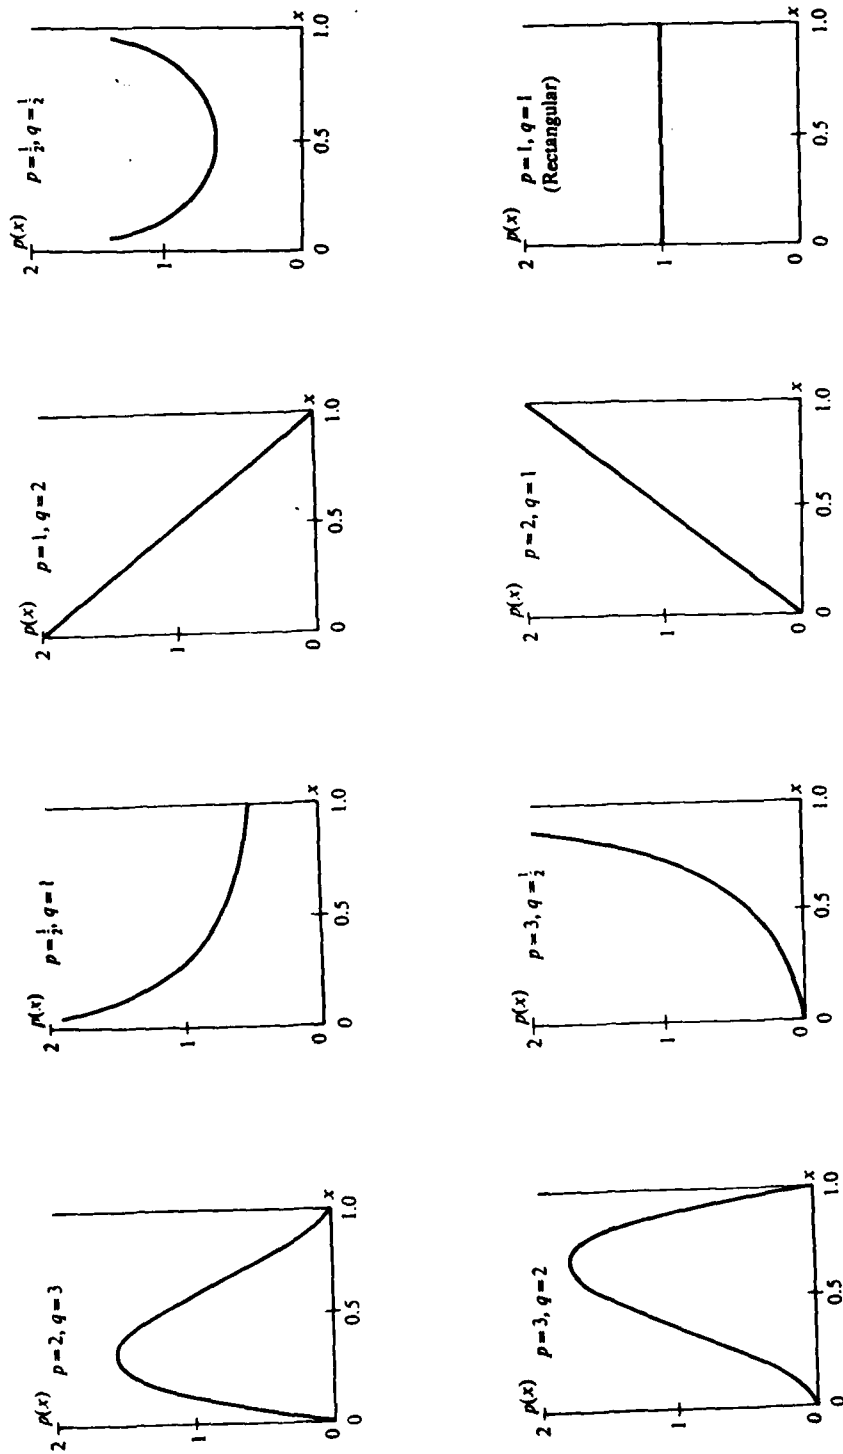 2 p(x) p = 1/2, q = 1/2
1
0 x
0 0.5 1.0
2 p(x) p = 1, q = 1
(Rectangular)
1
0 x
0 0.5 1.0
2 p(x) p = 1, q = 2
1
0 x
0 0.5 1.0
2 p(x) p = 2, q = 1
1
0 x
0 0.5 1.0
2 p(x) p = 1/2, q = 1
1
0 x
0 0.5 1.0
2 p(x) p = 3, q = 1/2
1
0 x
0 0.5 1.0
2 p(x) p = 2, q = 3
1
0 x
0 0.5 1.0
2 p(x) p = 3, q = 2
1
0 x
0 0.5 1.0